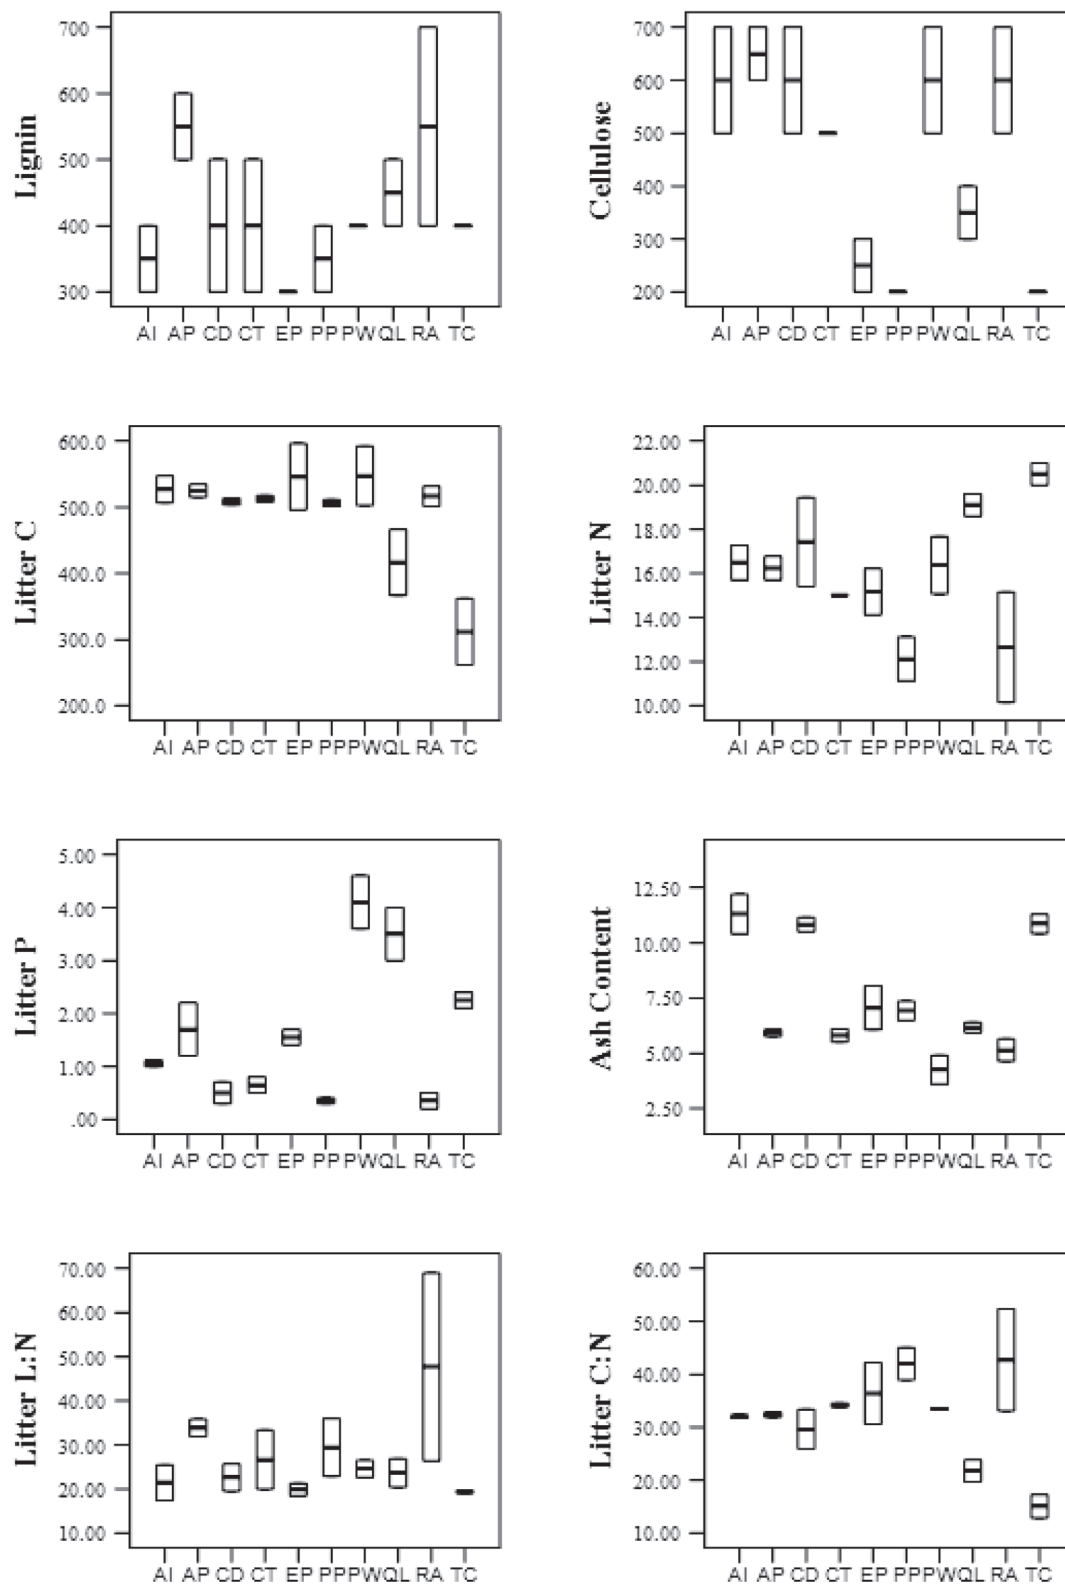 Lignin
700
600
500
400
300
AI AP CD CT EP PP PW QL RA TC
Cellulose
700
600
500
400
300
200
AI AP CD CT EP PP PW QL RA TC
Litter C
600.0
500.0
400.0
300.0
200.0
AI AP CD CT EP PP PW QL RA TC
Litter N
22.00
20.00
18.00
16.00
14.00
12.00
10.00
AI AP CD CT EP PP PW QL RA TC
Litter P
5.00
4.00
3.00
2.00
1.00
.00
AI AP CD CT EP PP PW QL RA TC
Ash Content
12.50
10.00
7.50
5.00
2.50
AI AP CD CT EP PP PW QL RA TC
Litter L:N
70.00
60.00
50.00
40.00
30.00
20.00
10.00
AI AP CD CT EP PP PW QL RA TC
Litter C:N
60.00
50.00
40.00
30.00
20.00
10.00
AI AP CD CT EP PP PW QL RA TC